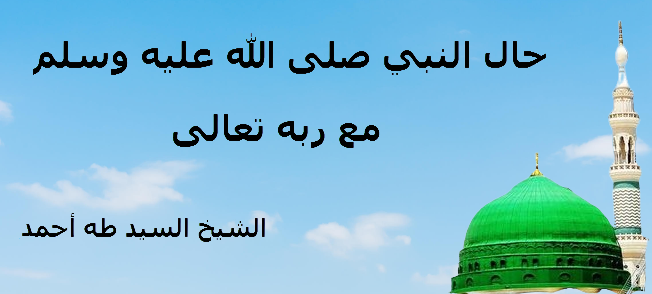 حال النبي صلى الله عليه وسلم
مع ربه تعالى
الشيخ السيد طه أحمد